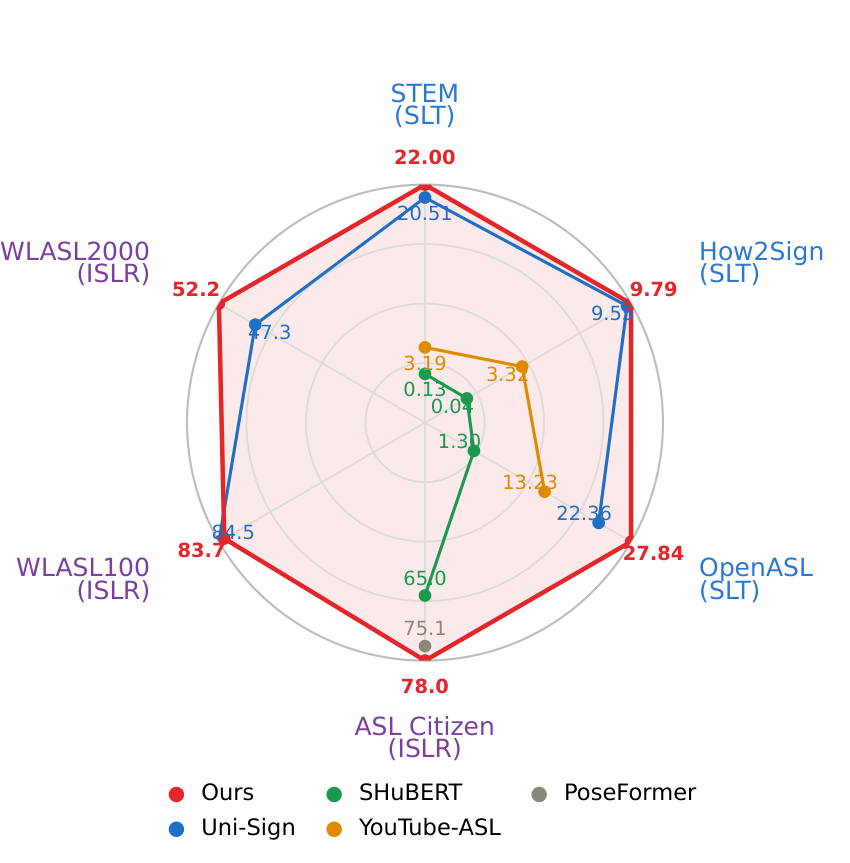 STEM
(SLT)
22.00
20.51
WLASL2000
(ISLR)
How2Sign
(SLT)
52.2
9.79
9.5
47.3
3.19
3.32
0.13
0.04
1.30
13.23
22.36
84.5
83.7
27.84
WLASL100
(ISLR)
OpenASL
(SLT)
65.0
75.1
78.0
ASL Citizen
(ISLR)
Ours
SHuBERT
PoseFormer
Uni-Sign
YouTube-ASL